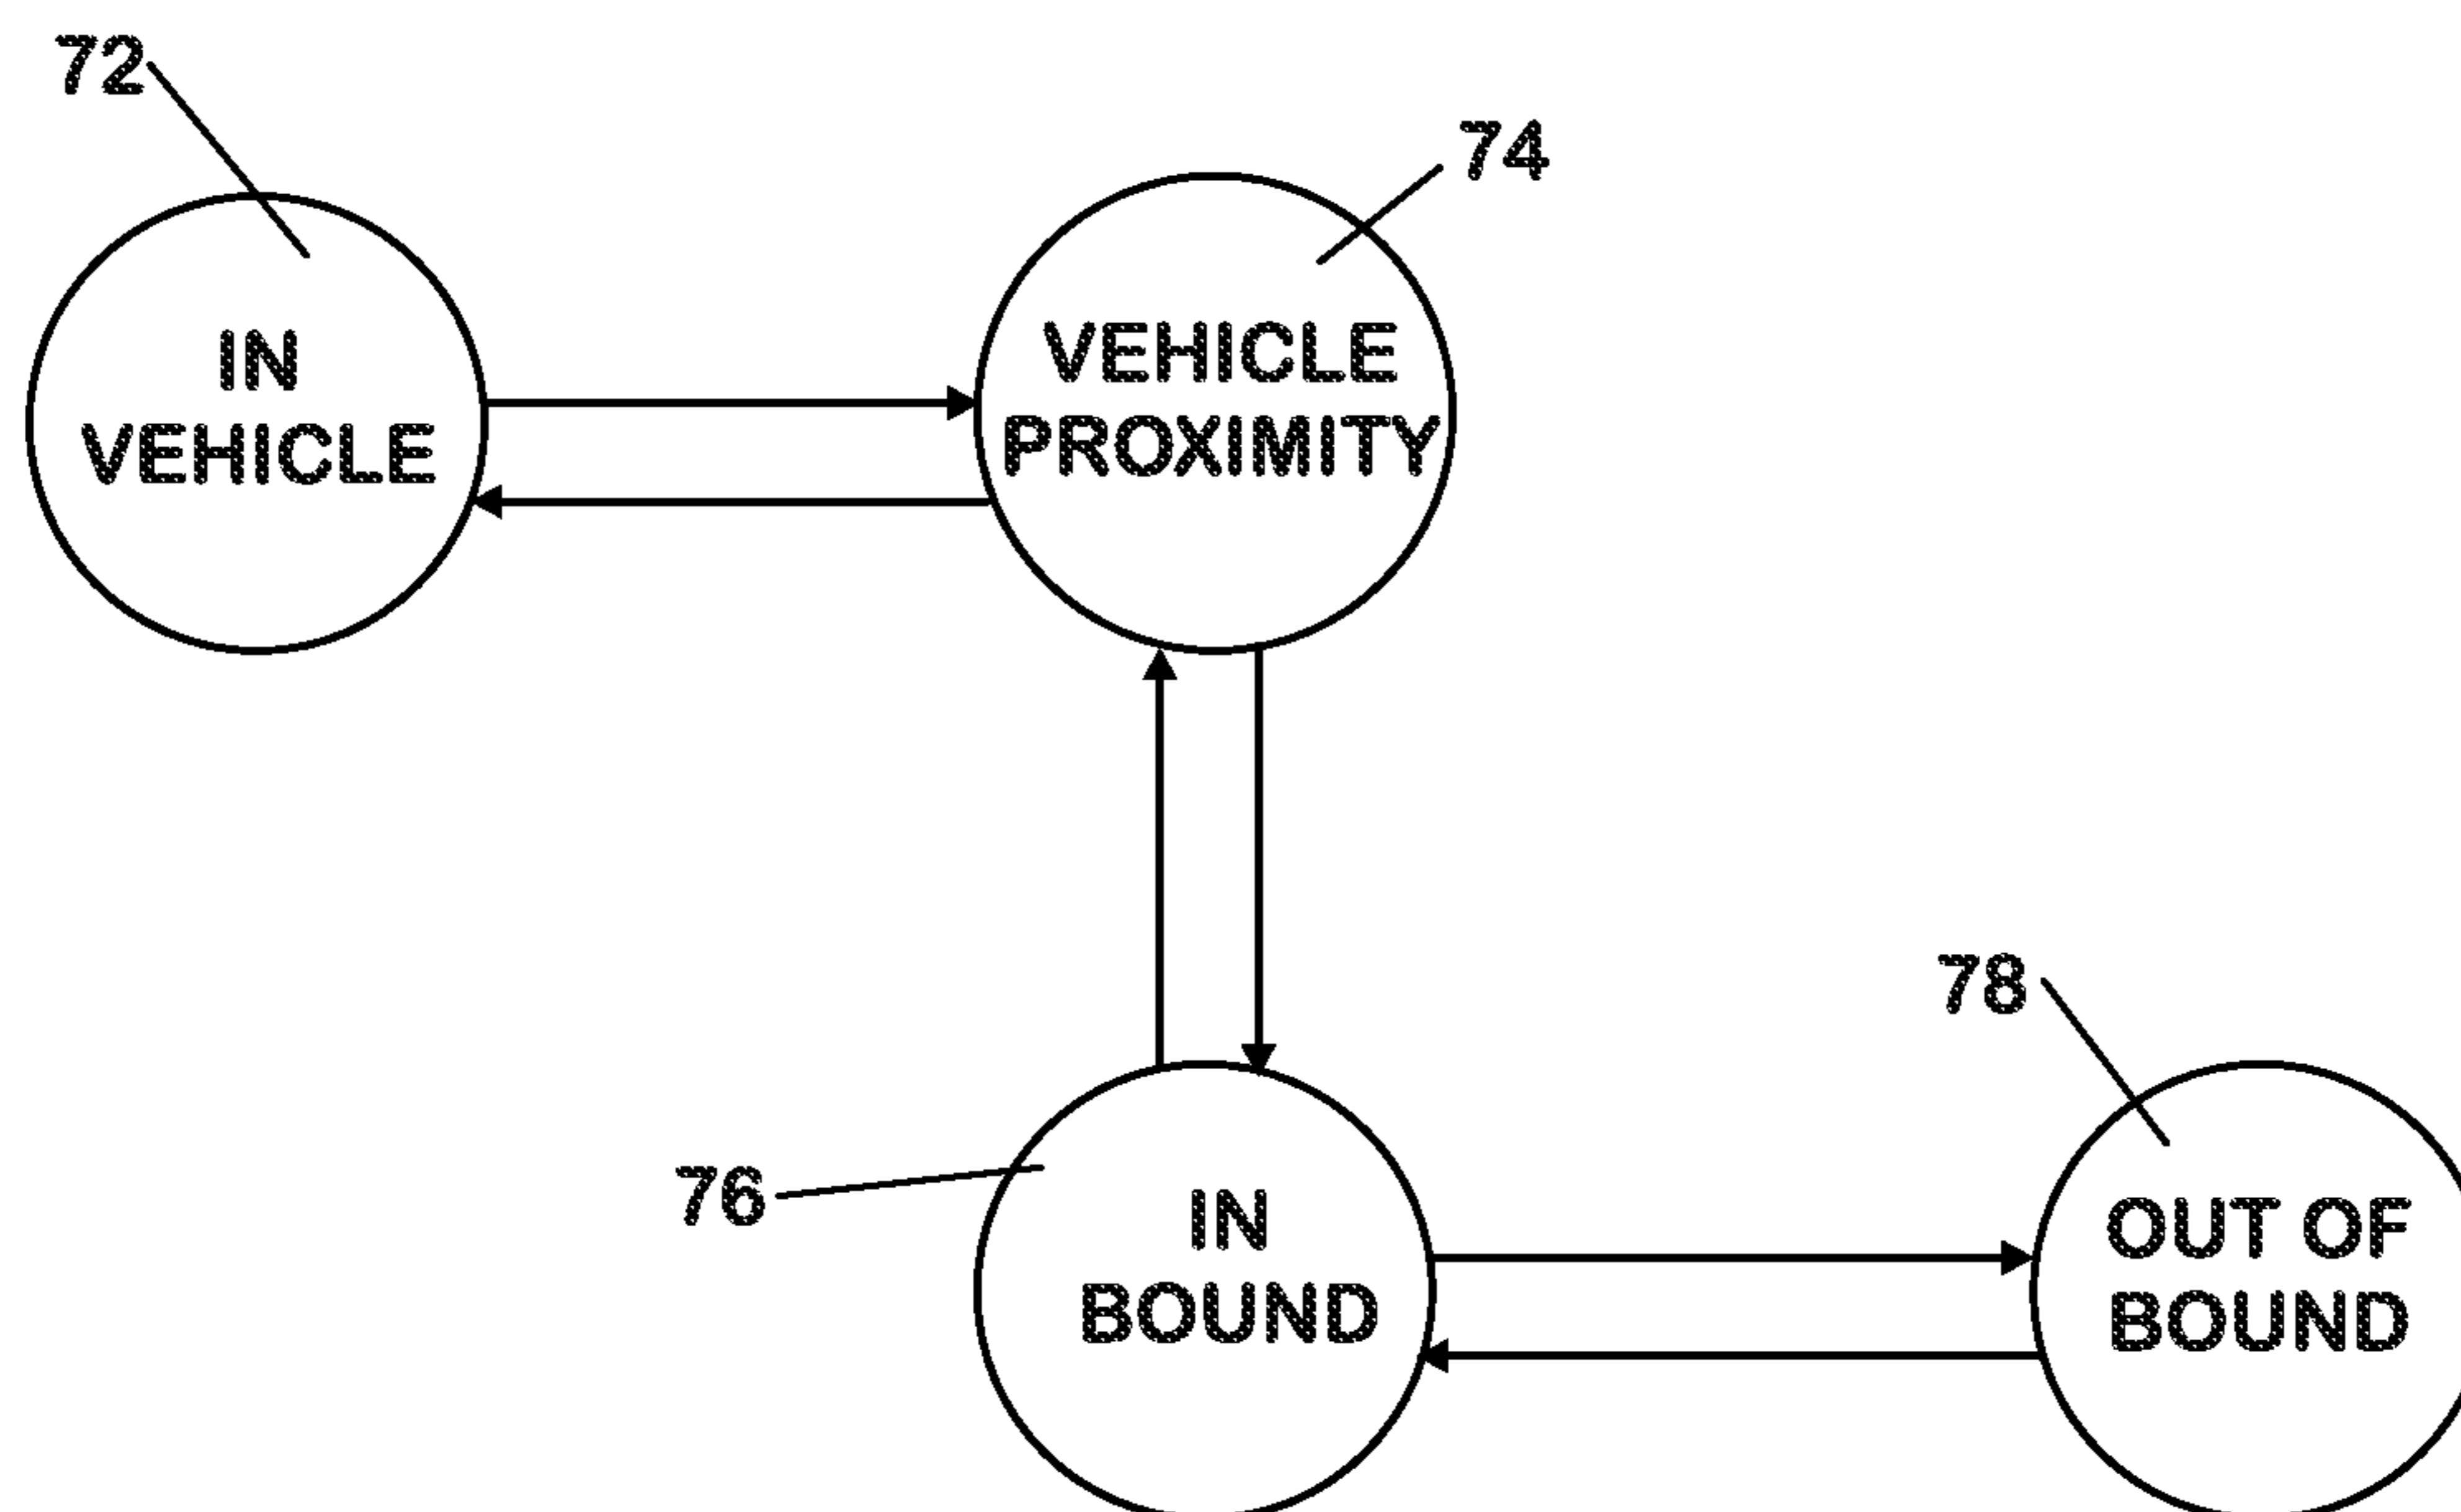 72
74
IN
VEHICLE
VEHICLE
PROXIMITY
78
76
IN
BOUND
OUT OF
BOUND